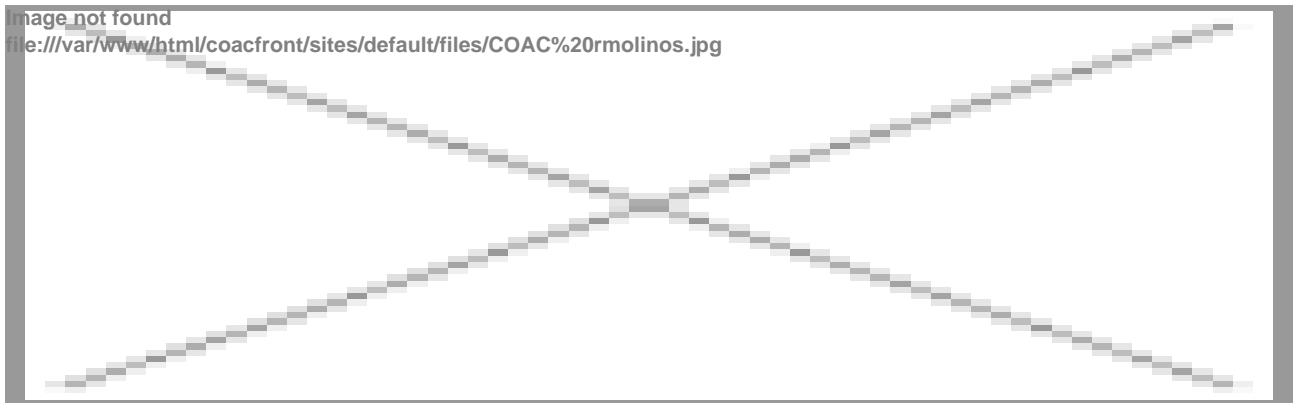 Image not found
file:///var/www/html/coacfront/sites/default/files/COAC%20rmolinos.jpg